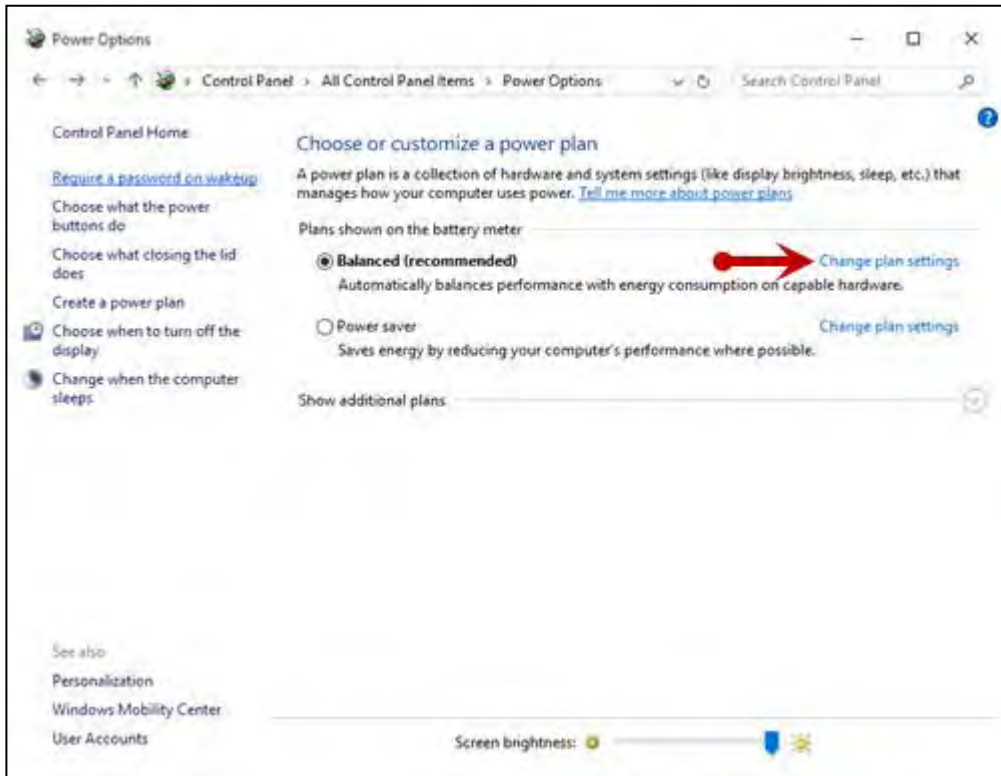 Power Options
Control Panel › All Control Panel Items › Power Options
Search Control Panel
Control Panel Home
Require a password on wakeup
Choose what the power
buttons do
Choose what closing the lid
does
Create a power plan
Choose when to turn off the
display
Change when the computer
sleeps
Choose or customize a power plan
A power plan is a collection of hardware and system settings (like display brightness, sleep, etc.) that
manages how your computer uses power. Tell me more about power plans
Plans shown on the battery meter
Balanced (recommended) Change plan settings
Automatically balances performance with energy consumption on capable hardware.
Power saver Change plan settings
Saves energy by reducing your computer's performance where possible.
Show additional plans
See also
Personalization
Windows Mobility Center
User Accounts
Screen brightness: